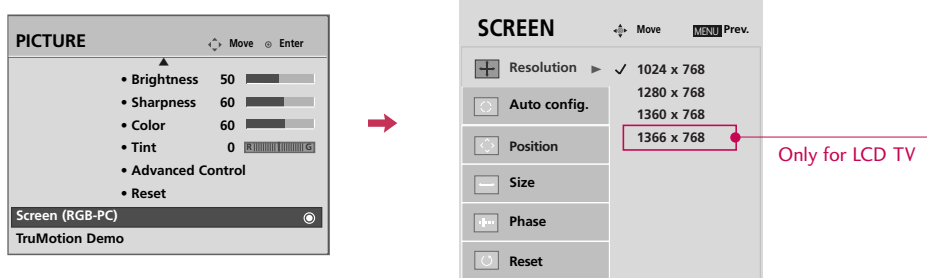 PICTURE
Move Enter
• Brightness 50
• Sharpness 60
• Color 60
• Tint 0 R G
• Advanced Control
• Reset
Screen (RGB-PC)
TruMotion Demo
SCREEN
Move MENU Prev.
Resolution ► ✓ 1024 x 768
1280 x 768
1360 x 768
1366 x 768
Auto config.
Position
Size
Phase
Reset
Only for LCD TV